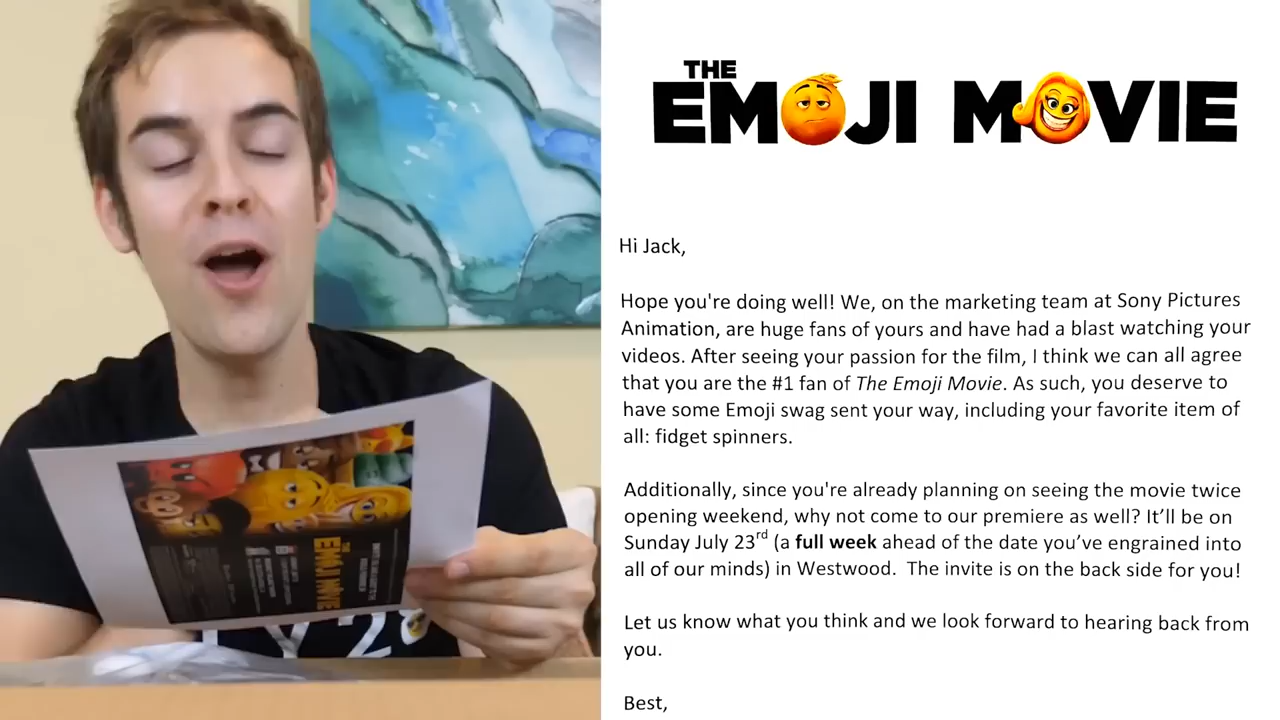 THE
EMOJI MOVIE
Hi Jack,
Hope you're doing well! We, on the marketing team at Sony Pictures
Animation, are huge fans of yours and have had a blast watching your
videos. After seeing your passion for the film, I think we can all agree
that you are the #1 fan of The Emoji Movie. As such, you deserve to
have some Emoji swag sent your way, including your favorite item of
all: fidget spinners.
Additionally, since you're already planning on seeing the movie twice
opening weekend, why not come to our premiere as well? It'll be on
Sunday July 23rd (a full week ahead of the date you've engrained into
all of our minds) in Westwood. The invite is on the back side for you!
Let us know what you think and we look forward to hearing back from
you.
Best,
THE
EMOJI MOVIE